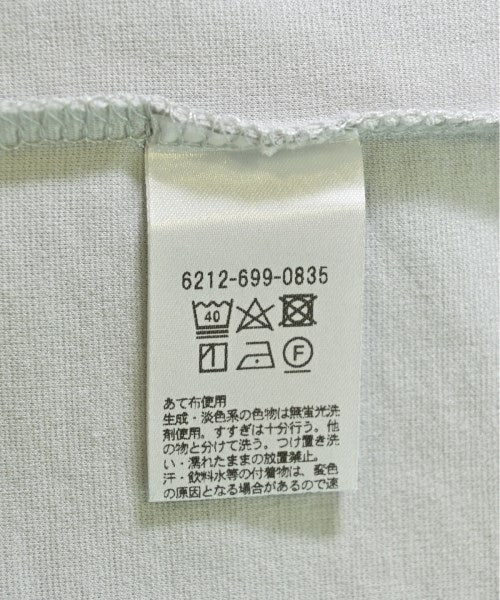 6212-699-0835
40
F
あて布使用
生成・淡色系の色物は無蛍光洗
剤使用。すすぎは十分行う。他
の物と分けて洗う。つけ置き洗
い・濡れたままの放置禁止。
汗・飲料水等の付着物は、変色
の原因となる場合があるので速